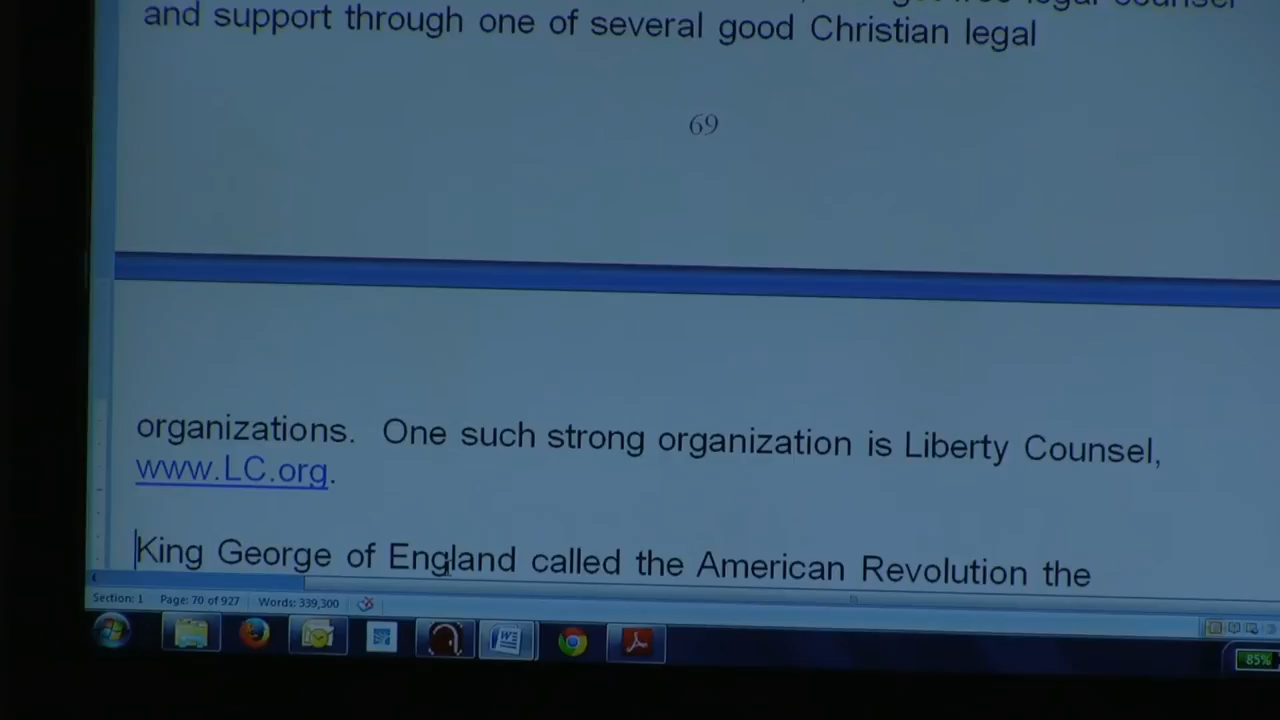 legal counsel
and support through one of several good Christian legal
69
organizations. One such strong organization is Liberty Counsel,
www.LC.org.
King George of England called the American Revolution the
Section: 1 Page: 70 of 927 Words: 339,300
85%